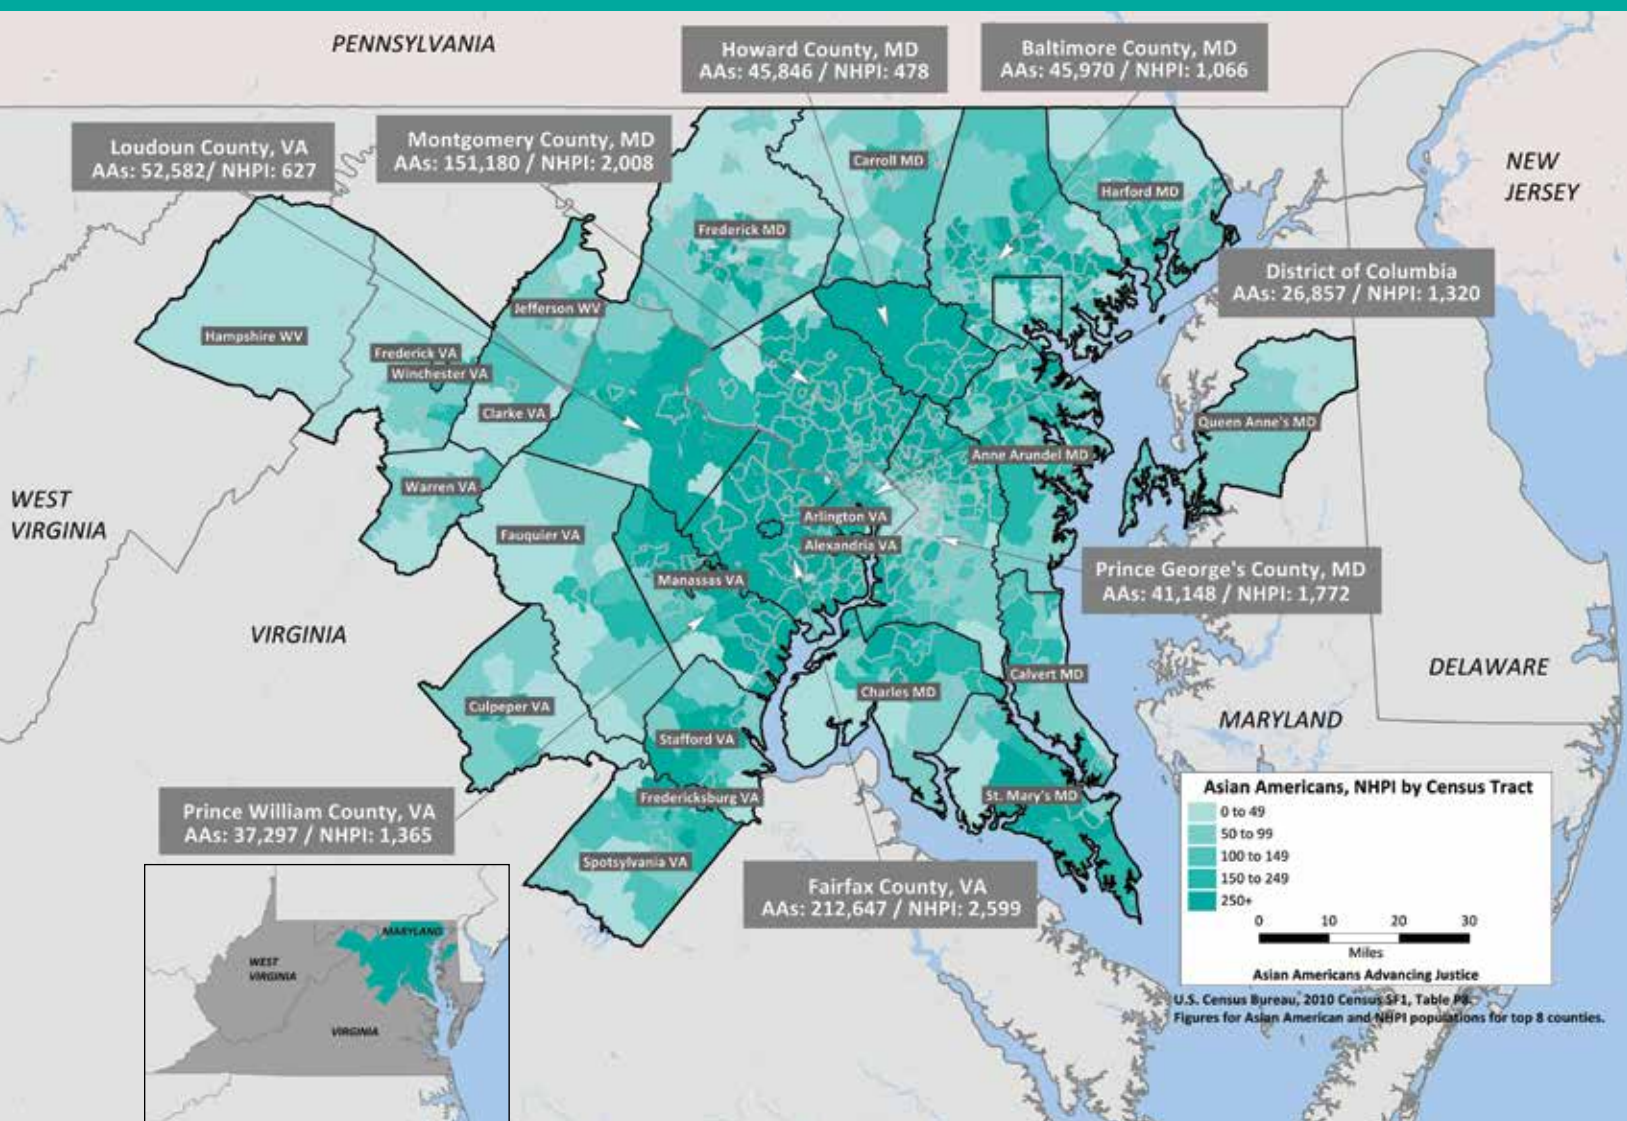 PENNSYLVANIA
Howard County, MD
AAs: 45,846 / NHPI: 478
Baltimore County, MD
AAs: 45,970 / NHPI: 1,066
Loudoun County, VA
AAs: 52,582/ NHPI: 627
Montgomery County, MD
AAs: 151,180 / NHPI: 2,008
NEW
JERSEY
Carroll MD
Harford MD
Frederick MD
District of Columbia
AAs: 26,857 / NHPI: 1,320
Jefferson WV
Hampshire WV
Frederick VA
Winchester VA
Clarke VA
Queen Anne's MD
Anne Arundel MD
WEST
VIRGINIA
Warren VA
Arlington VA
Fauquier VA
Alexandria VA
Manassas VA
Prince George's County, MD
AAs: 41,148 / NHPI: 1,772
VIRGINIA
DELAWARE
Calvert MD
Charles MD
Culpeper VA
MARYLAND
Stafford VA
Fredericksburg VA
St. Mary's MD
Prince William County, VA
AAs: 37,297 / NHPI: 1,365
Spotsylvania VA
Fairfax County, VA
AAs: 212,647 / NHPI: 2,599
Asian Americans, NHPI by Census Tract
0 to 49
50 to 99
100 to 149
150 to 249
250+
0 10 20 30
Miles
Asian Americans Advancing Justice
U.S. Census Bureau, 2010 Census SF1, Table P8.
Figures for Asian American and NHPI populations for top 8 counties.
MARYLAND
WEST
VIRGINIA
VIRGINIA